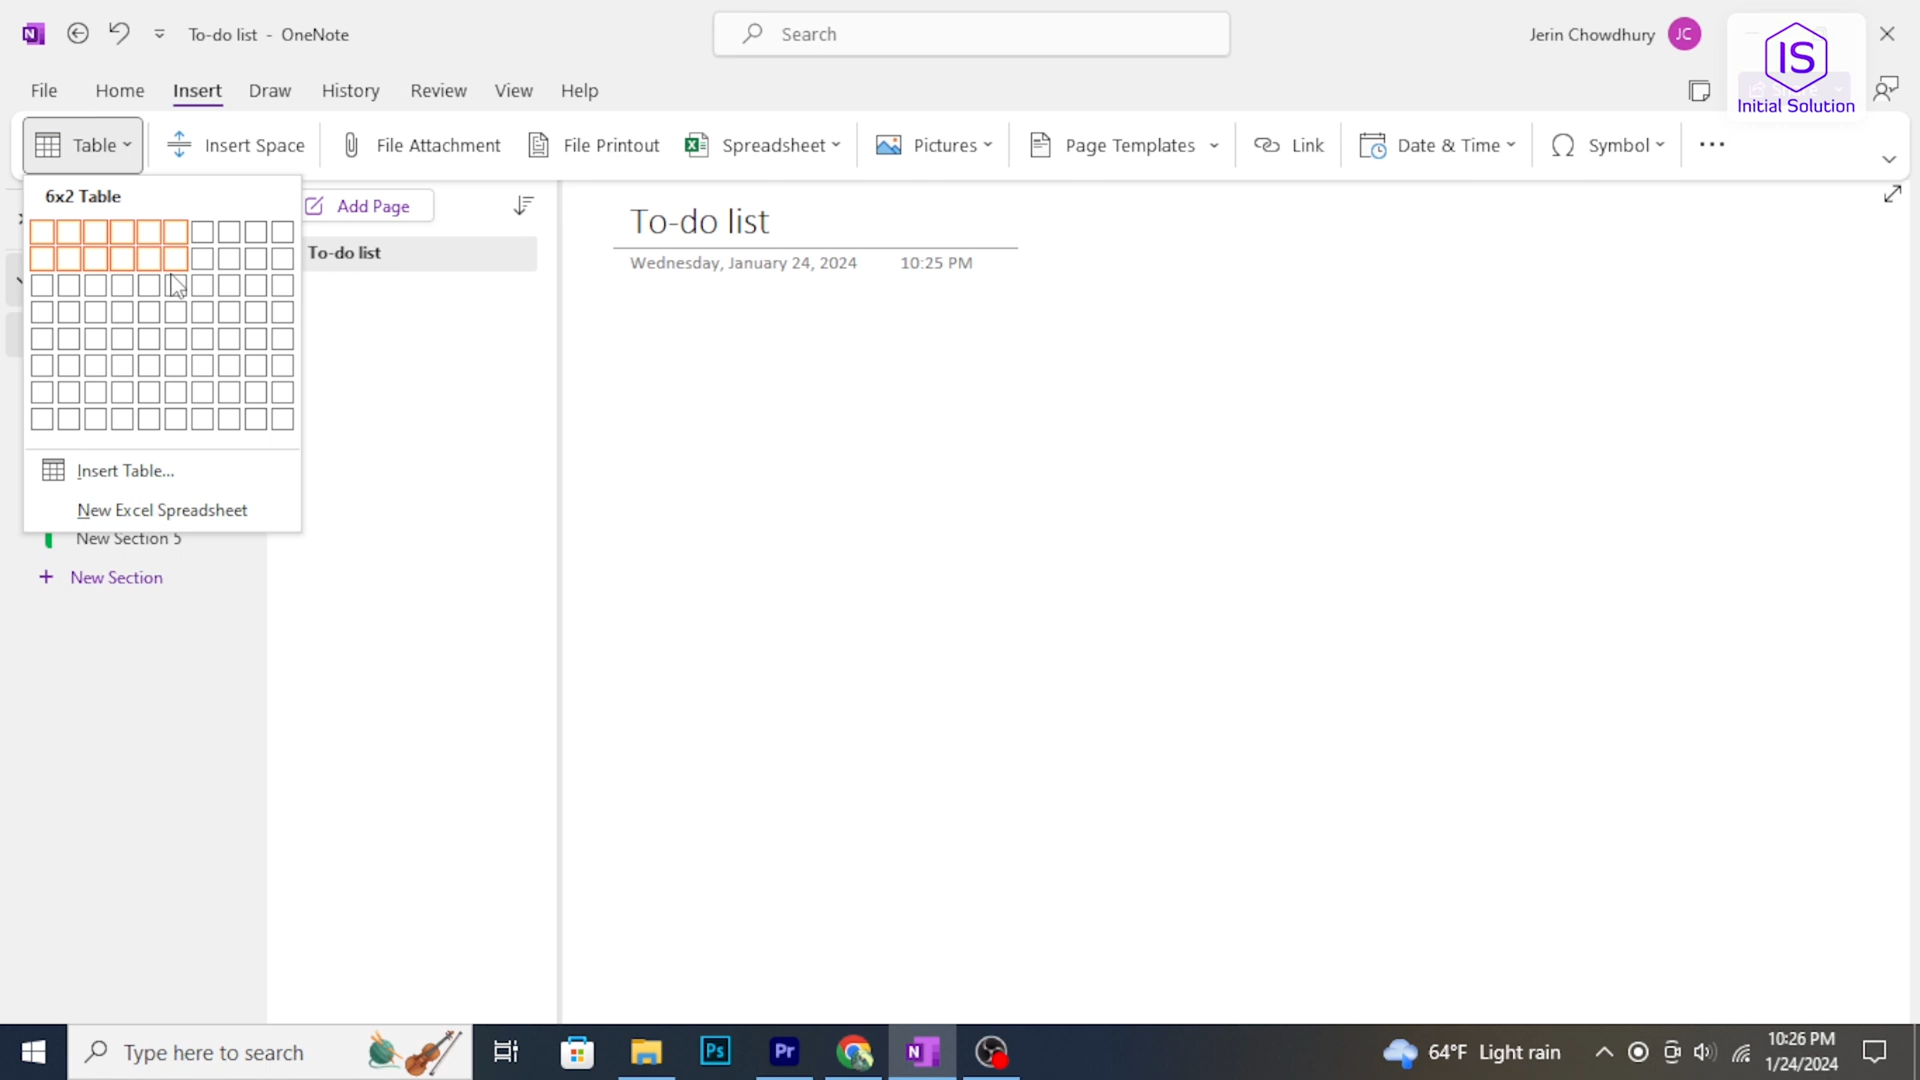 To-do list - OneNote
Search
Jerin Chowdhury
JC
IS
Initial Solution
File
Home
Insert
Draw
History
Review
View
Help
Table
Insert Space
File Attachment
File Printout
Spreadsheet
Pictures
Page Templates
Link
Date & Time
Symbol
6x2 Table
Insert Table...
New Excel Spreadsheet
New Section 5
+ New Section
Add Page
To-do list
To-do list
Wednesday, January 24, 2024 10:25 PM
Type here to search
Ps
Pr
N
64°F Light rain
10:26 PM
1/24/2024